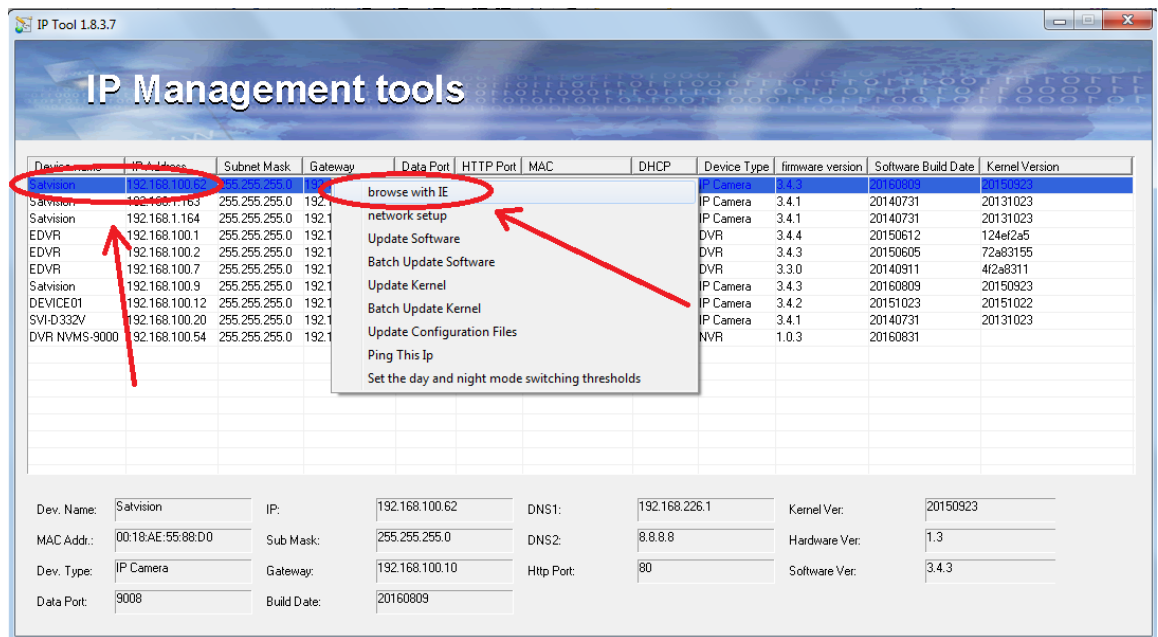 IP Tool 1.8.3.7
IP Management tools
Device name IP Address Subnet Mask Gateway Data Port HTTP Port MAC DHCP Device Type firmware version Software Build Date Kernel Version
Satvision 192.168.100.62 255.255.255.0 192.1 IP Camera 3.4.3 20160809 20150923
Satvision 192.168.1.163 255.255.255.0 192.1 IP Camera 3.4.1 20140731 20131023
Satvision 192.168.1.164 255.255.255.0 192.1 IP Camera 3.4.1 20140731 20131023
EDVR 192.168.100.1 255.255.255.0 192.1 DVR 3.4.4 20150612 124ef2a5
EDVR 192.168.100.2 255.255.255.0 192.1 DVR 3.4.3 20150605 72a83155
EDVR 192.168.100.7 255.255.255.0 192.1 DVR 3.3.0 20140911 4f2a8311
Satvision 192.168.100.9 255.255.255.0 192.1 IP Camera 3.4.3 20160809 20150923
DEVICE01 192.168.100.12 255.255.255.0 192.1 IP Camera 3.4.2 20151023 20151022
SVI-D332V 192.168.100.20 255.255.255.0 192.1 IP Camera 3.4.1 20140731 20131023
DVR NVMS-9000 192.168.100.54 255.255.255.0 192.1 NVR 1.0.3 20160831
browse with IE
network setup
Update Software
Batch Update Software
Update Kernel
Batch Update Kernel
Update Configuration Files
Ping This Ip
Set the day and night mode switching thresholds
Dev. Name: Satvision IP: 192.168.100.62 DNS1: 192.168.226.1 Kernel Ver: 20150923
MAC Addr.: 00:18:AE:55:88:D0 Sub Mask: 255.255.255.0 DNS2: 8.8.8.8 Hardware Ver: 1.3
Dev. Type: IP Camera Gateway: 192.168.100.10 Http Port: 80 Software Ver: 3.4.3
Data Port: 9008 Build Date: 20160809